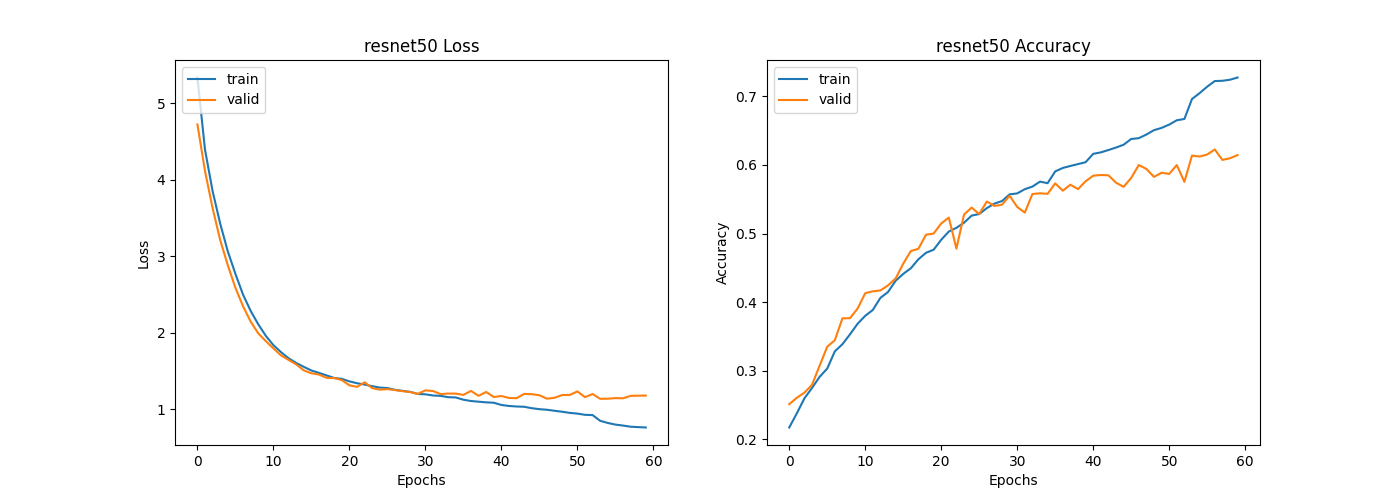 resnet50 Loss
train
valid
5
4
3
2
1
Loss
0 10 20 30 40 50 60
Epochs
resnet50 Accuracy
train
valid
0.7
0.6
0.5
0.4
0.3
0.2
Accuracy
0 10 20 30 40 50 60
Epochs